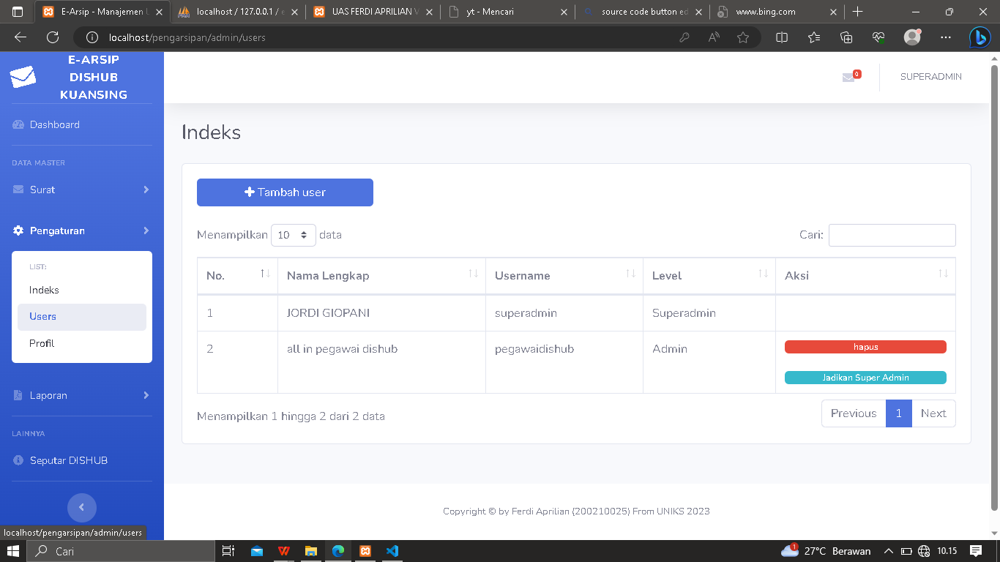 E-Arsip - Manajemen U
localhost / 127.0.0.1 / e
UAS FERDI APRILIAN V
yt - Mencari
source code button ed
www.bing.com
localhost/pengarsipan/admin/users
E-ARSIP
DISHUB
KUANSING
0
SUPERADMIN
Dashboard
DATA MASTER
Surat
Pengaturan
LIST:
Indeks
Users
Profil
Laporan
LAINNYA
Seputar DISHUB
Indeks
Tambah user
Menampilkan 10 data
Cari:
No. Nama Lengkap Username Level Aksi
1 JORDI GIOPANI superadmin Superadmin
2 all in pegawai dishub pegawaidishub Admin hapus
Jadikan Super Admin
Menampilkan 1 hingga 2 dari 2 data
Previous 1 Next
Copyright © by Ferdi Aprilian (200210025) From UNIKS 2023
localhost/pengarsipan/admin/users
Cari
1
27°C Berawan
10.15